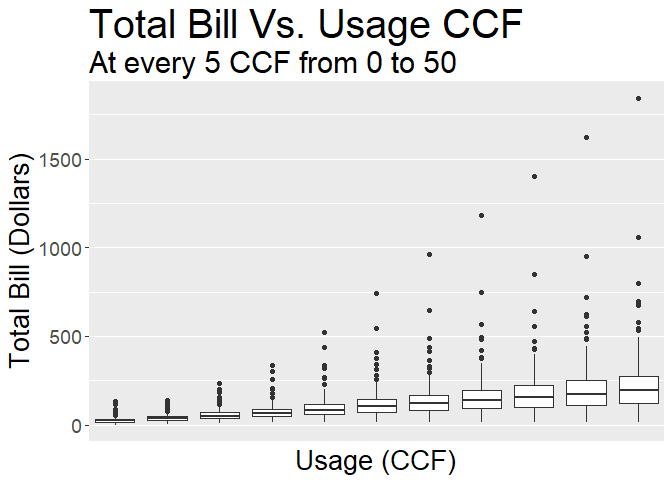 Total Bill Vs. Usage CCF
At every 5 CCF from 0 to 50
Total Bill (Dollars)
1500
1000
500
0
Usage (CCF)